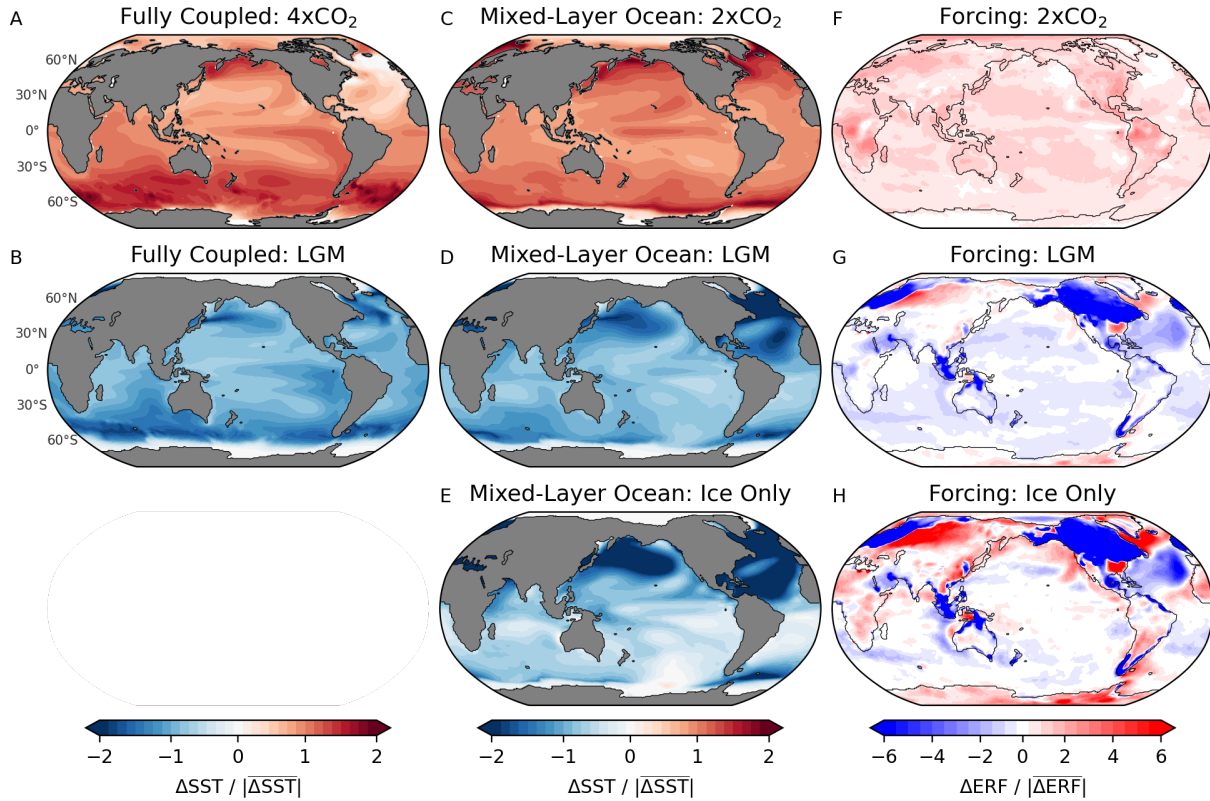 A Fully Coupled: 4xCO₂
C Mixed-Layer Ocean: 2xCO₂
F Forcing: 2xCO₂
60°N
30°N
0°
30°S
60°S
B Fully Coupled: LGM
D Mixed-Layer Ocean: LGM
G Forcing: LGM
60°N
30°N
0°
30°S
60°S
E Mixed-Layer Ocean: Ice Only
H Forcing: Ice Only
−2 −1 0 1 2
ΔSST / |ΔSST|
−2 −1 0 1 2
ΔSST / |ΔSST|
−6 −4 −2 0 2 4 6
ΔERF / |ΔERF|